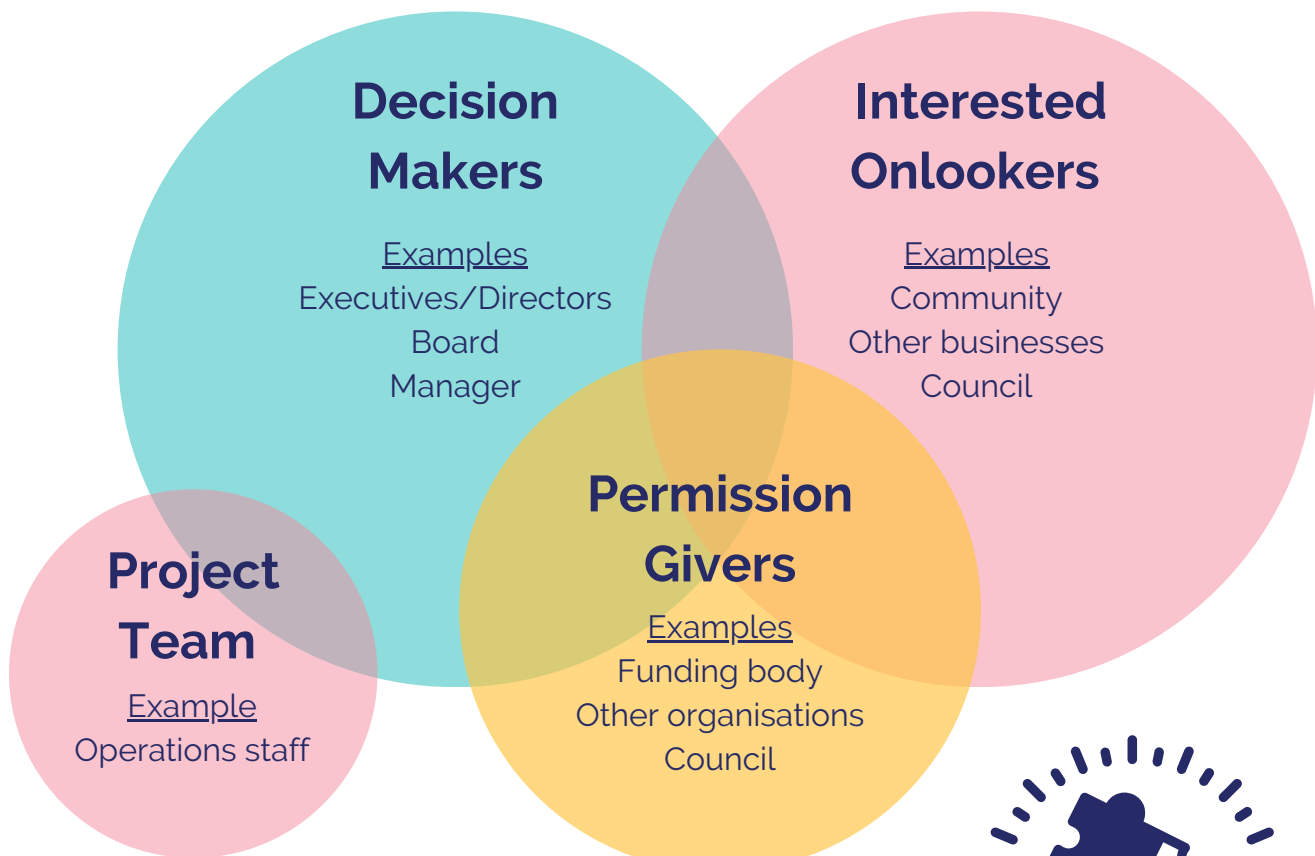 Decision
Makers
Examples
Executives/Directors
Board
Manager
Interested
Onlookers
Examples
Community
Other businesses
Council
Project
Team
Example
Operations staff
Permission
Givers
Examples
Funding body
Other organisations
Council